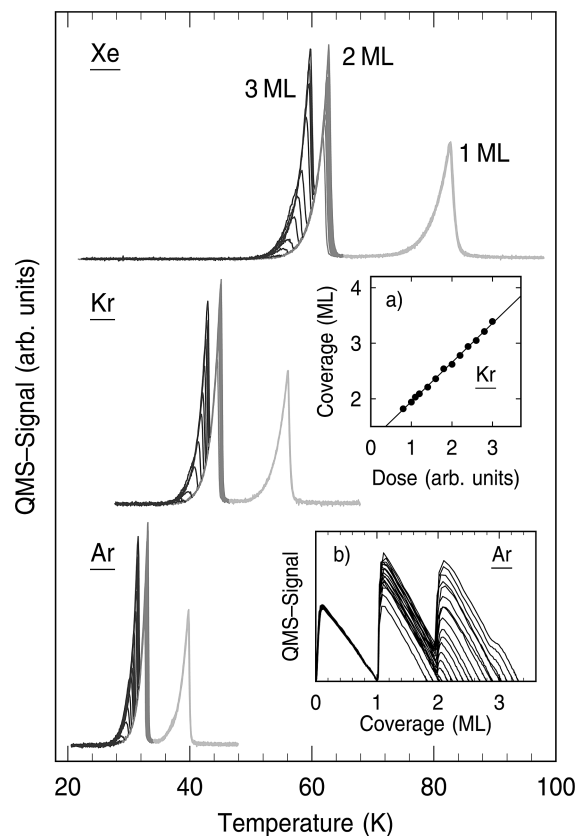 Xe
2 ML
3 ML
1 ML
Kr
a)
4
3
2
Coverage (ML)
Kr
0 1 2 3
Dose (arb. units)
QMS–Signal (arb. units)
Ar
b)
Ar
QMS–Signal
0 1 2 3
Coverage (ML)
20 40 60 80 100
Temperature (K)